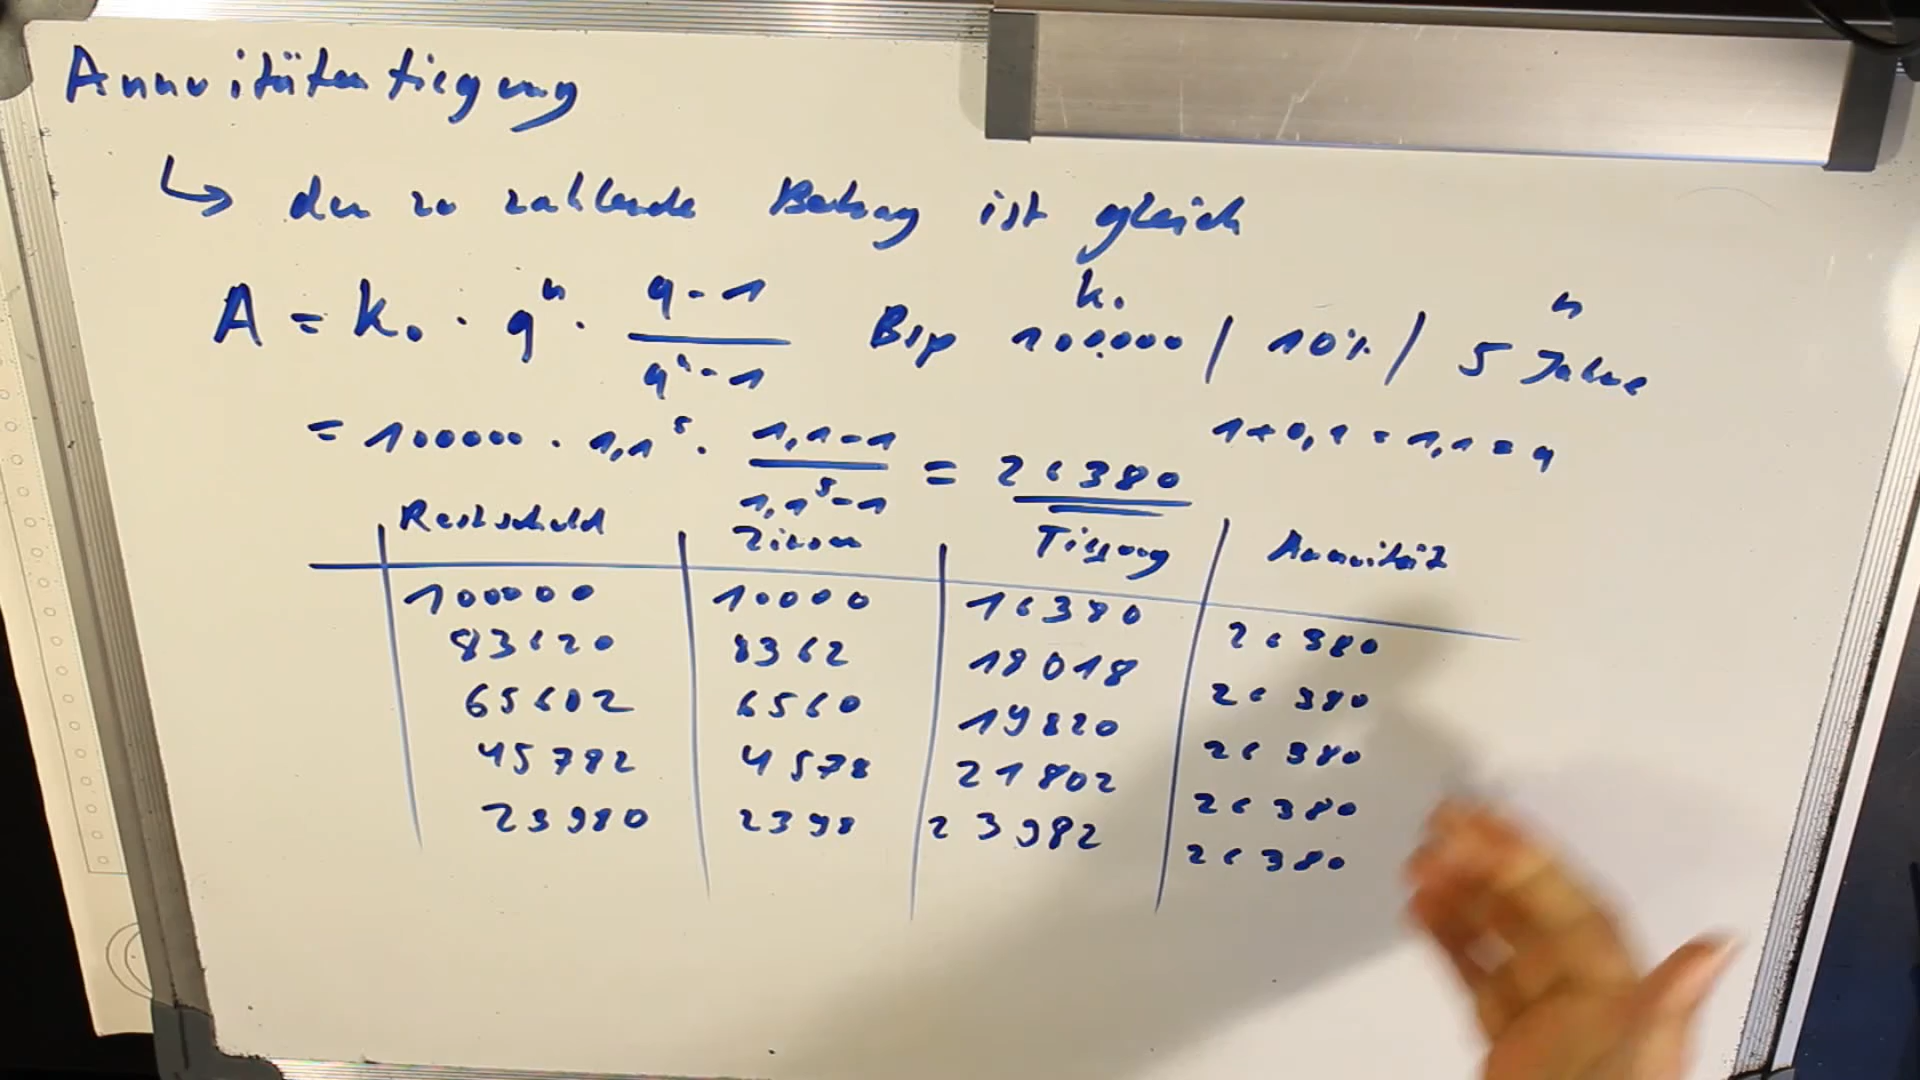 Annuitätentilgung
↳ der zu zahlende Betrag ist gleich
A = k₀ · qⁿ · (q-1)/(qⁿ-1) Bsp k₀ 100.000 / 10% / n 5 Jahre
= 100000 · 1,1⁵ · (1,1-1)/(1,1⁵-1) = 26380 1+0,1 = 1,1 = q
Restschuld Zinsen Tilgung Annuität
100000 10000 16380 26380
83620 8362 18018 26380
65602 6560 19820 26380
45782 4578 21802 26380
23980 2398 23982 26380